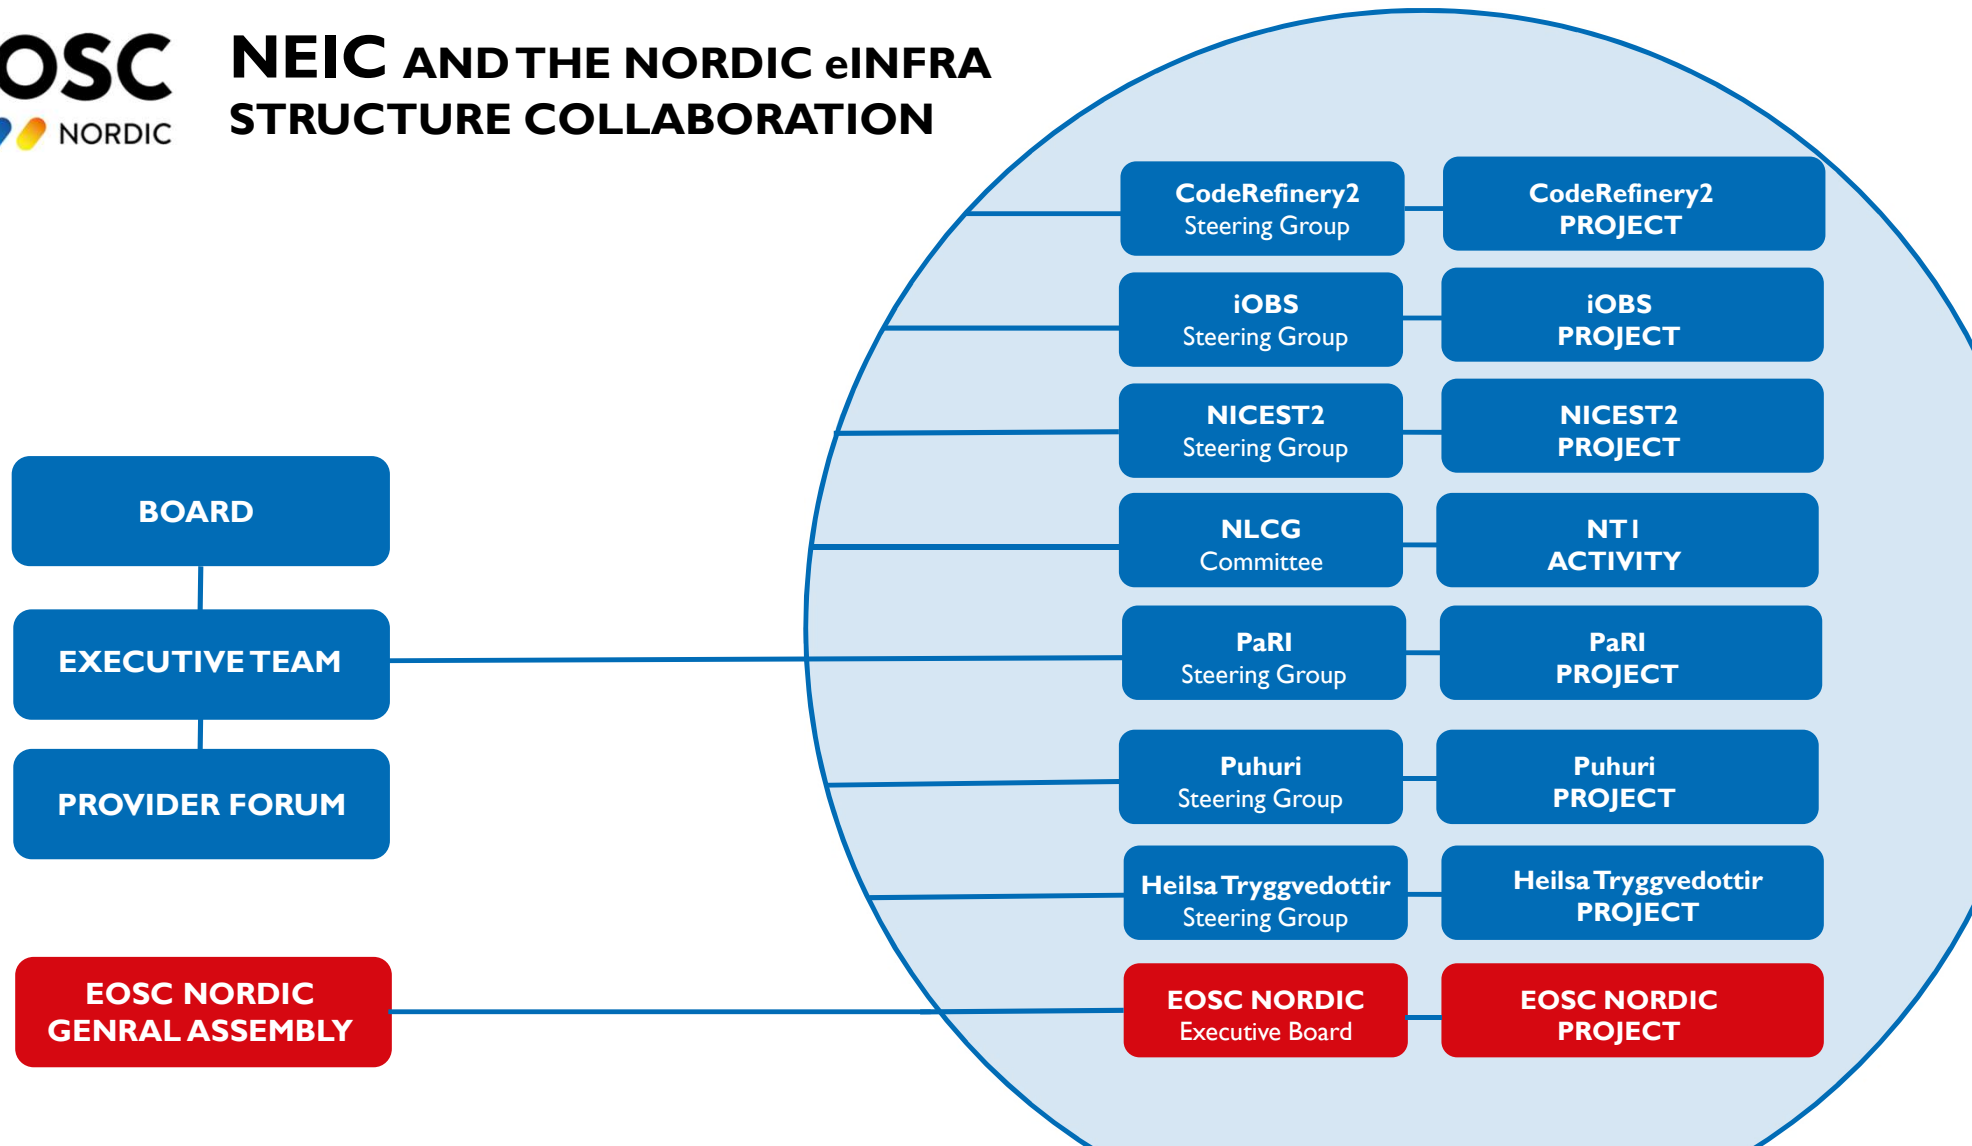 OSC
NORDIC
NEIC AND THE NORDIC eINFRA
STRUCTURE COLLABORATION
CodeRefinery2
Steering Group
CodeRefinery2
PROJECT
iOBS
Steering Group
iOBS
PROJECT
NICEST2
Steering Group
NICEST2
PROJECT
BOARD
NLCG
Committee
NT1
ACTIVITY
EXECUTIVE TEAM
PaRI
Steering Group
PaRI
PROJECT
PROVIDER FORUM
Puhuri
Steering Group
Puhuri
PROJECT
Heilsa Tryggvedottir
Steering Group
Heilsa Tryggvedottir
PROJECT
EOSC NORDIC
GENRAL ASSEMBLY
EOSC NORDIC
Executive Board
EOSC NORDIC
PROJECT